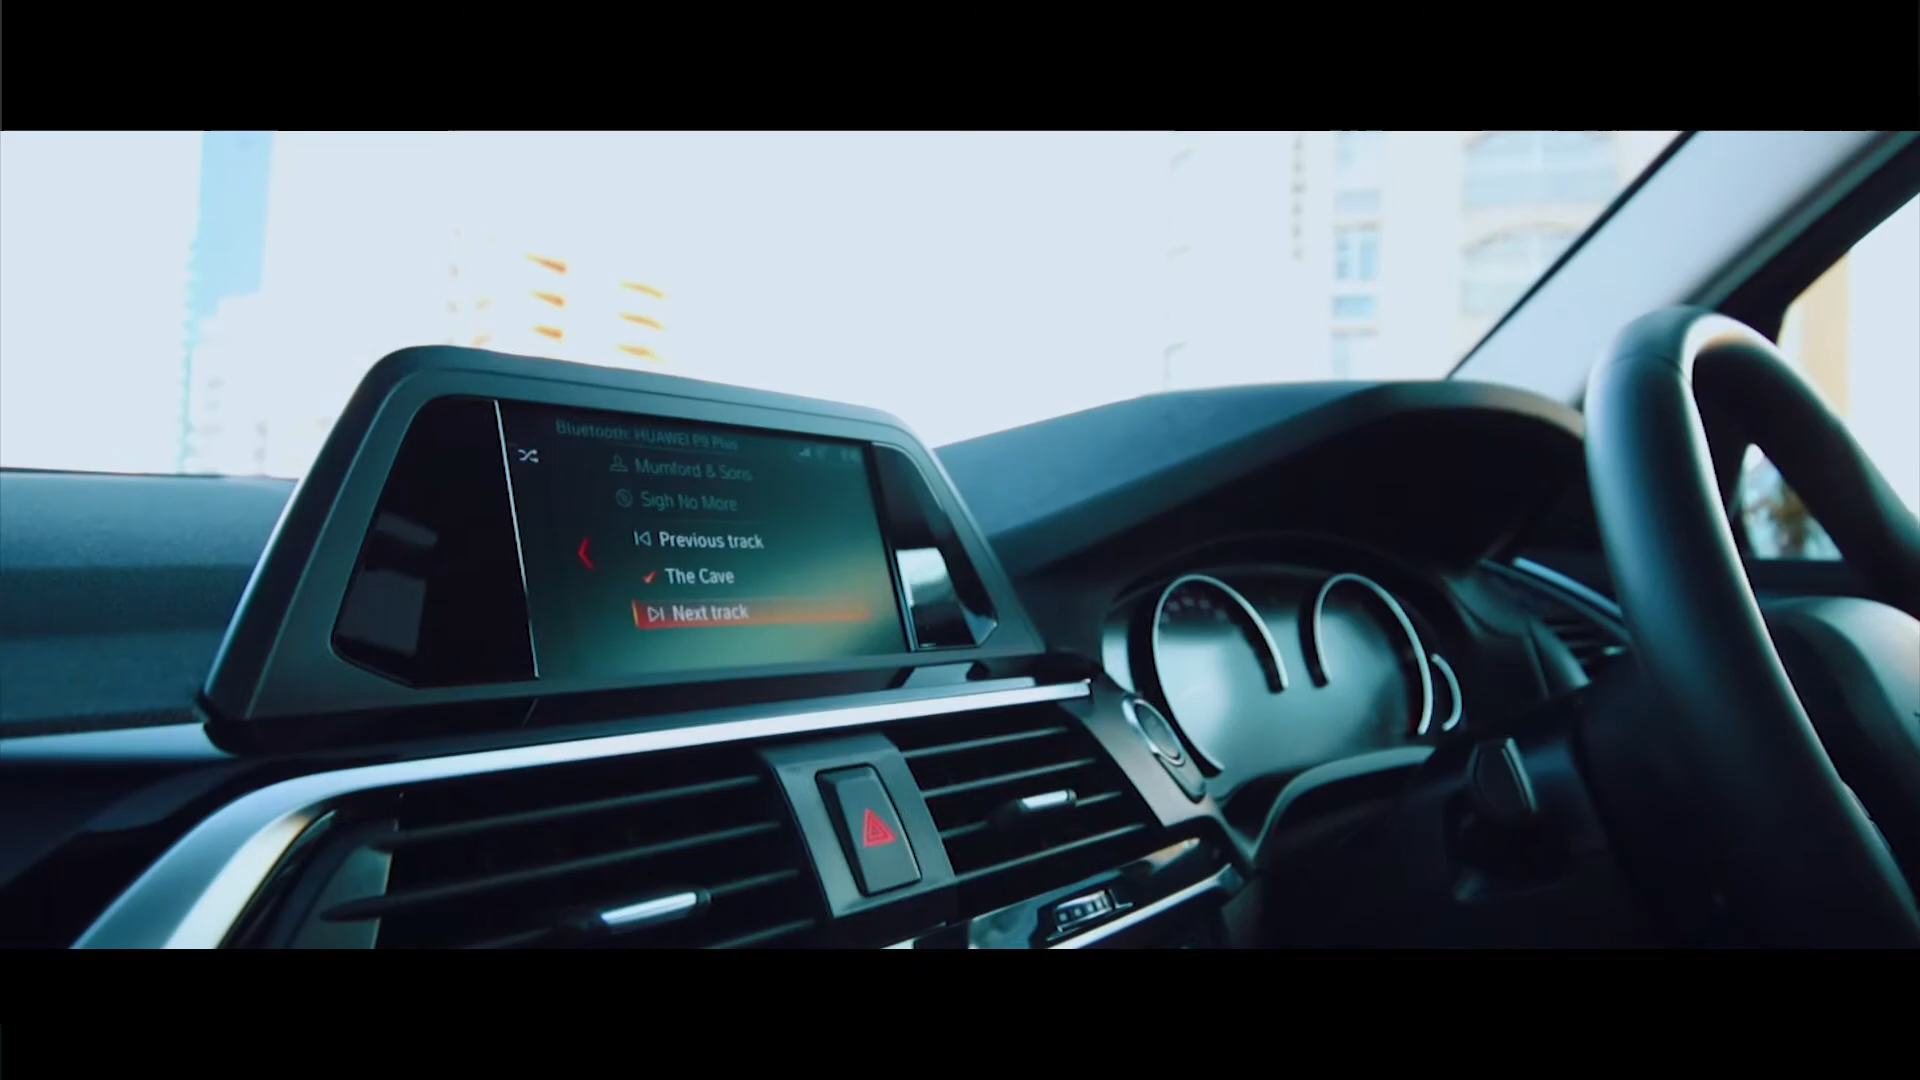 Bluetooth: HUAWEI P9 Plus
Mumford & Sons
Sigh No More
Previous track
The Cave
Next track